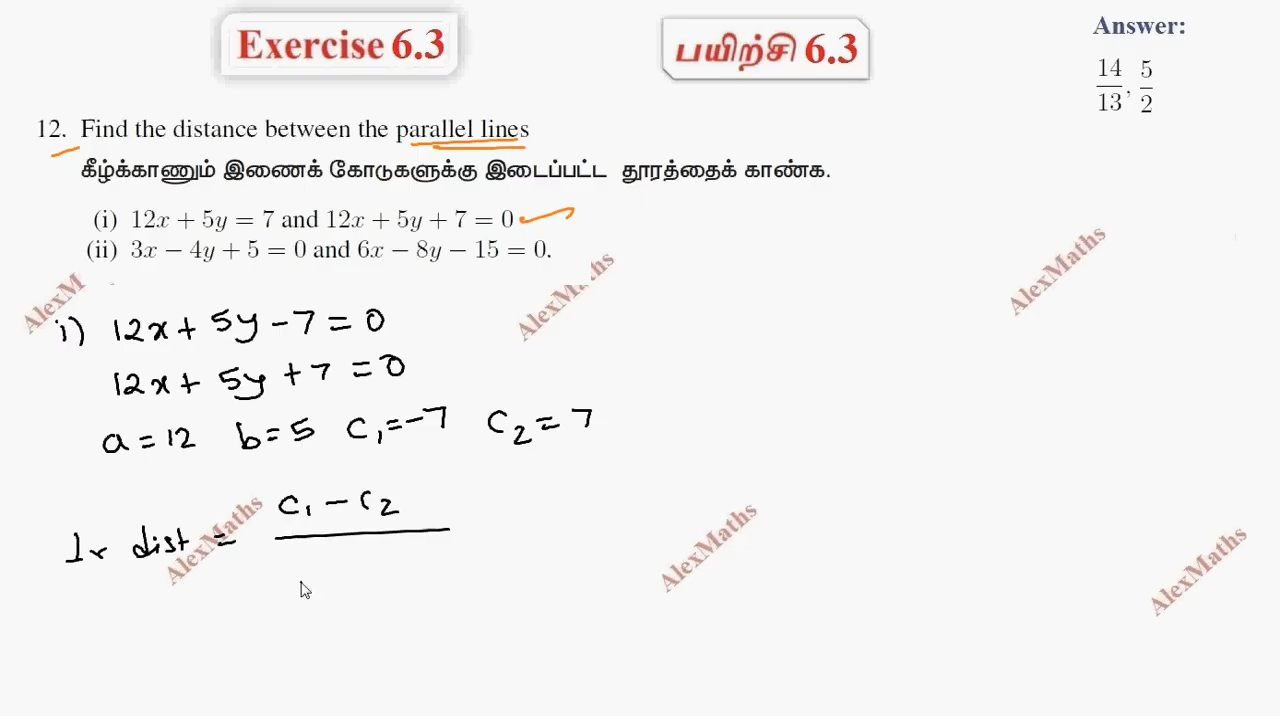 Exercise 6.3
பயிற்சி 6.3
Answer:
14/13, 5/2
12. Find the distance between the parallel lines
கீழ்க்காணும் இணைக் கோடுகளுக்கு இடைப்பட்ட தூரத்தைக் காண்க.
(i) 12x + 5y = 7 and 12x + 5y + 7 = 0
(ii) 3x − 4y + 5 = 0 and 6x − 8y − 15 = 0.
AlexM
AlexMaths
AlexMaths
i) 12x + 5y − 7 = 0
12x + 5y + 7 = 0
a = 12 b = 5 C₁ = −7 C₂ = 7
⊥r dist = C₁ − C₂
AlexMaths
AlexMaths
AlexMaths